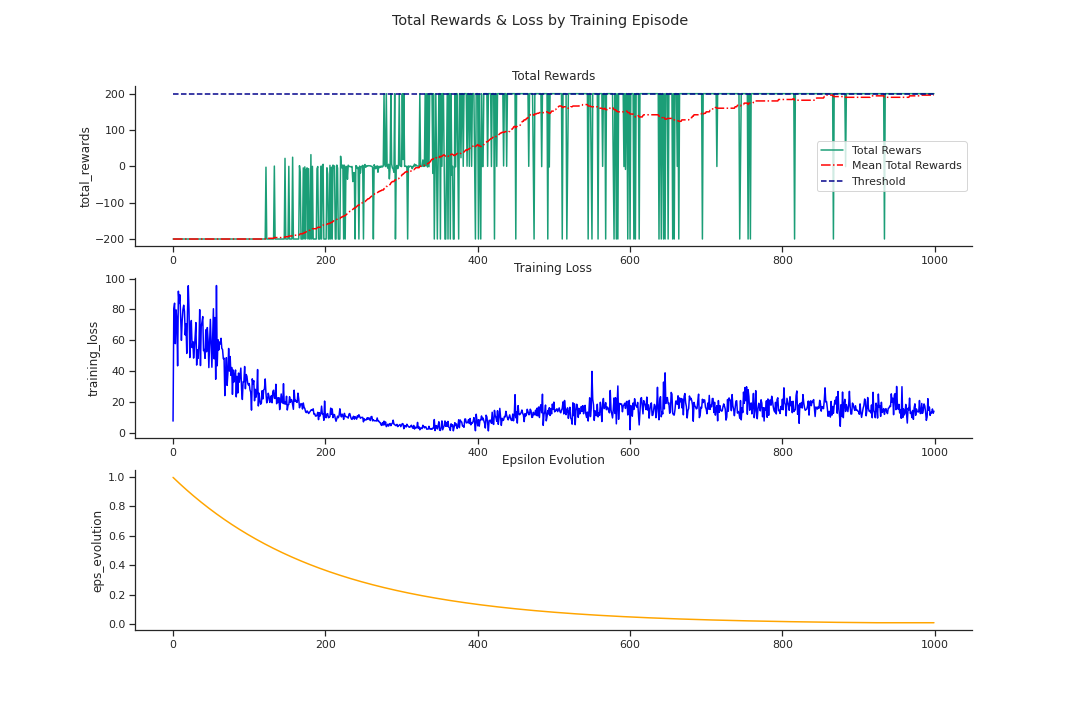 Total Rewards & Loss by Training Episode
Total Rewards
200
100
0
−100
−200
total_rewards
Total Rewars
Mean Total Rewards
Threshold
0 200 400 600 800 1000
Training Loss
100
80
60
40
20
0
training_loss
0 200 400 600 800 1000
Epsilon Evolution
1.0
0.8
0.6
0.4
0.2
0.0
eps_evolution
0 200 400 600 800 1000